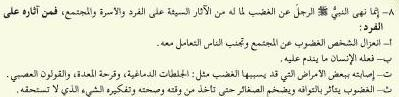 ٨- إنما نهى النبيُّ ﷺ الرجلَ عن الغضب لما له من الآثار السيئة على الفرد والأسرة والمجتمع، فمن آثاره على
الفرد:
أ- انعزال الشخص الغضوب عن المجتمع وتجنب الناس التعامل معه.
ب- فعله الإنسان ما يندم عليه.
ت- إصابته ببعض الأمراض التي قد يسببها الغضب مثل: الجلطات الدماغية، وقرحة المعدة، والقولون العصبي.
ث- الغضوب يتأثر بالتوافه ويضخم الصغائر حتى تأخذ من وقته وصحته وتفكيره الشيء الذي لا تستحقه.